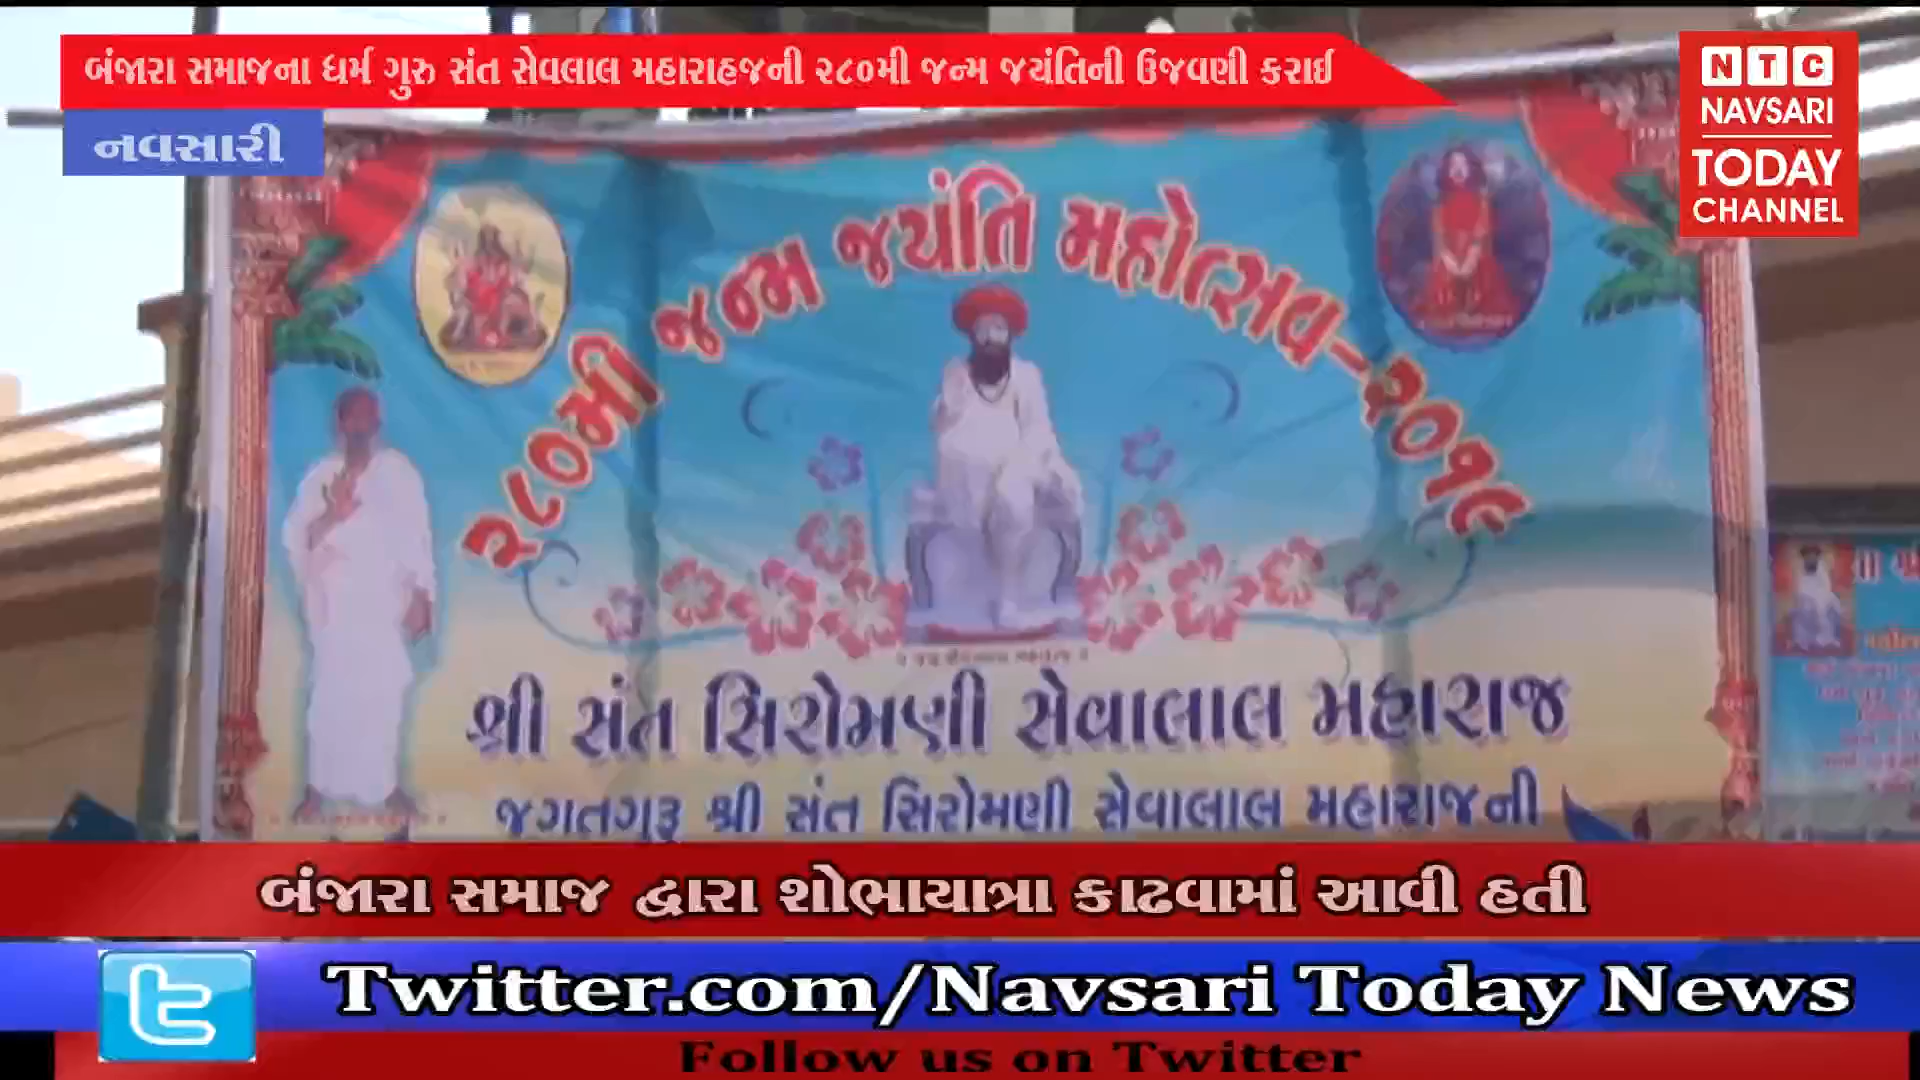 બંજારા સમાજના ધર્મ ગુરુ સંત સેવલાલ મહારાહજની ૨૮૦મી જન્મ જયંતિની ઉજવણી કરાઈ
નવસારી
NTC
NAVSARI
TODAY
CHANNEL
૨૮૦મી જન્મ જયંતિ મહોત્સવ-૨૦૧૯
શ્રી સંત સિરોમણી સેવાલાલ મહારાજ
જગતગુરૂ શ્રી સંત સિરોમણી સેવાલાલ મહારાજની
બંજારા સમાજ દ્વારા શોભાયાત્રા કાઢવામાં આવી હતી
Twitter.com/Navsari Today News
Follow us on Twitter